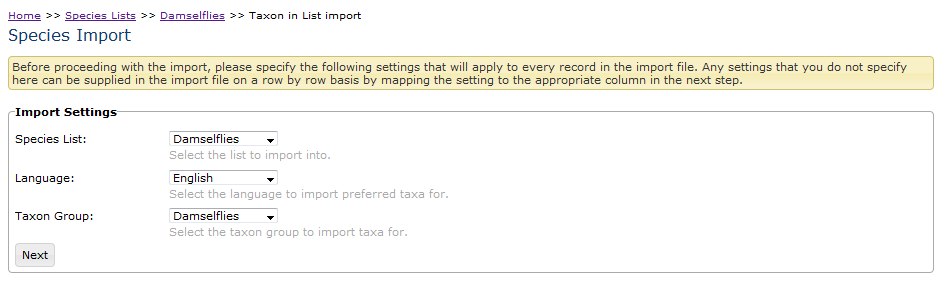 Home >> Species Lists >> Damselflies >> Taxon in List import
Species Import
Before proceeding with the import, please specify the following settings that will apply to every record in the import file. Any settings that you do not specify
here can be supplied in the import file on a row by row basis by mapping the setting to the appropriate column in the next step.
Import Settings
Species List: Damselflies
Select the list to import into.
Language: English
Select the language to import preferred taxa for.
Taxon Group: Damselflies
Select the taxon group to import taxa for.
Next